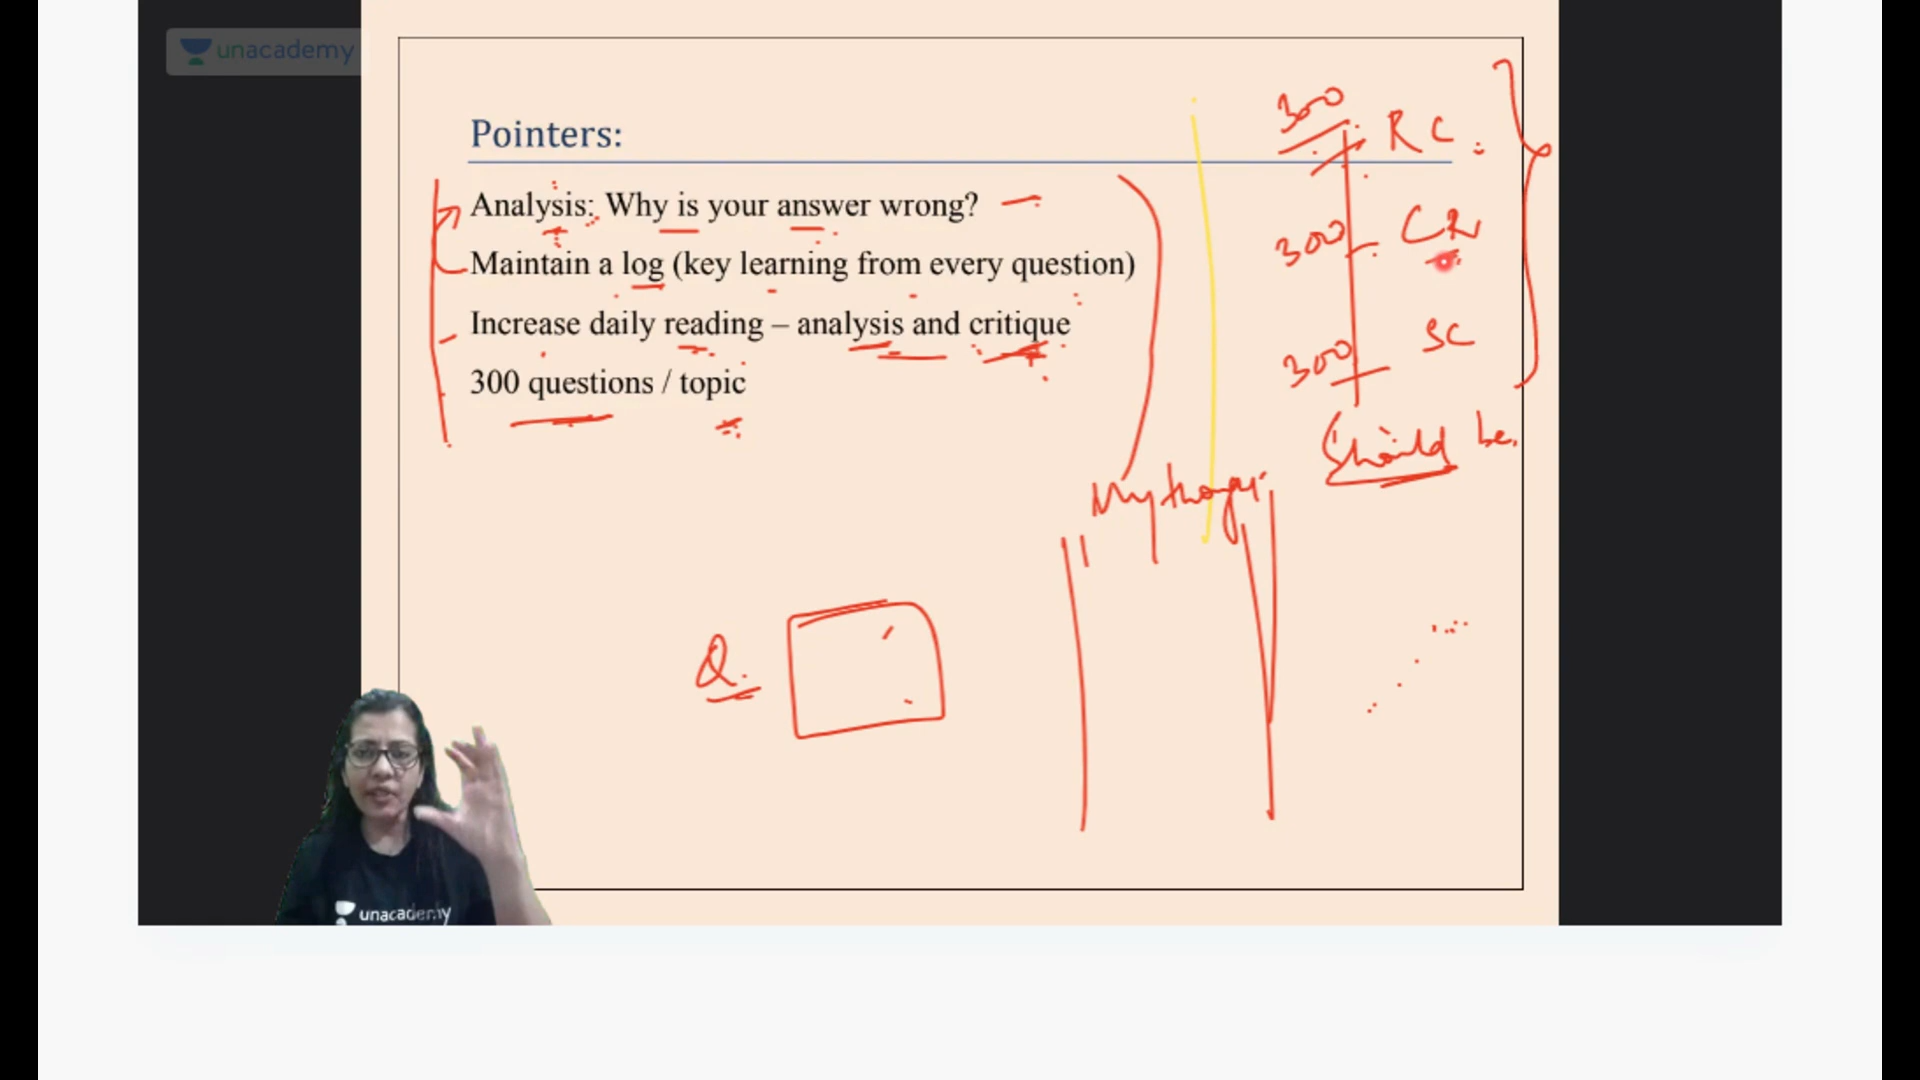 unacademy
Pointers:
Analysis: Why is your answer wrong?
Maintain a log (key learning from every question)
Increase daily reading – analysis and critique
300 questions / topic
300 RC
300 CR
300 SC
Should be
Q.
unacademy